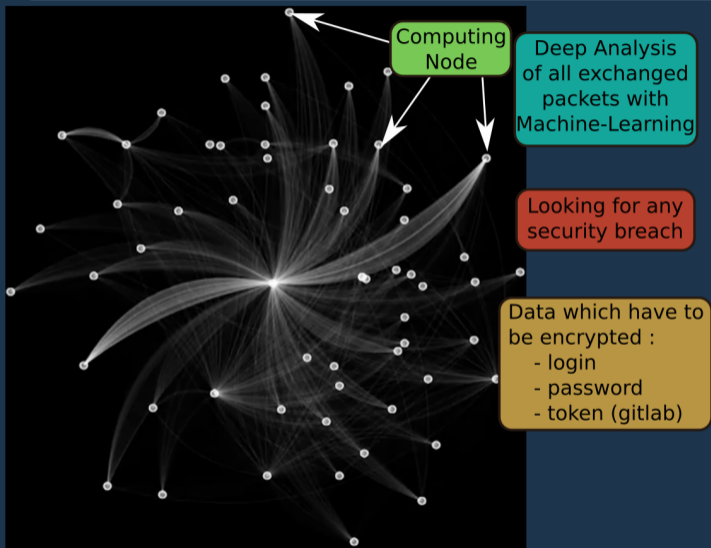 Computing
Node
Deep Analysis
of all exchanged
packets with
Machine-Learning
Looking for any
security breach
Data which have to
be encrypted :
- login
- password
- token (gitlab)